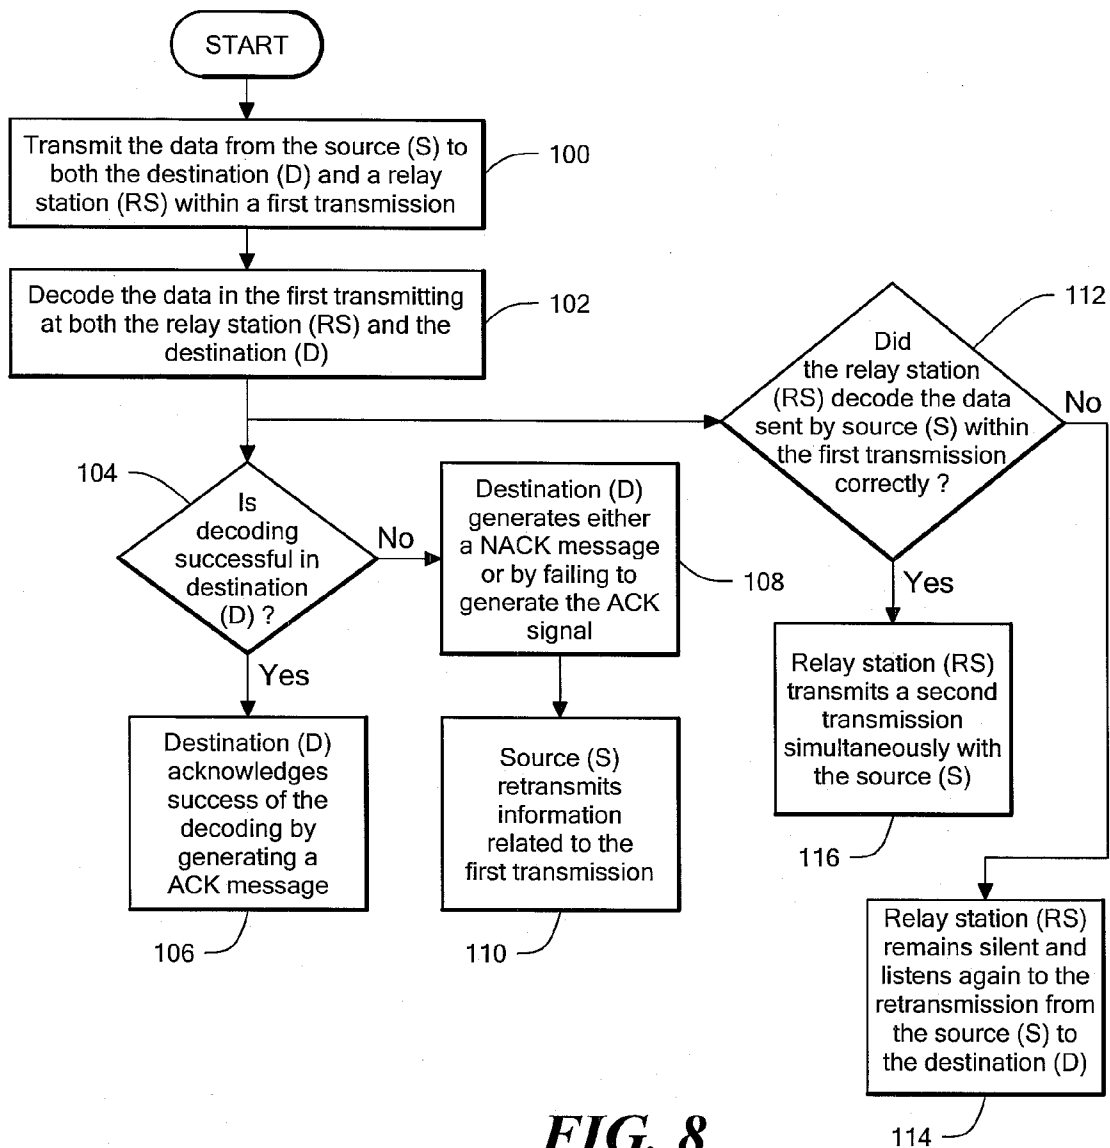 START
Transmit the data from the source (S) to
both the destination (D) and a relay
station (RS) within a first transmission
100
Decode the data in the first transmitting
at both the relay station (RS) and the
destination (D)
102
104
Is
decoding
successful in
destination
(D) ?
No
Yes
Destination (D)
acknowledges
success of the
decoding by
generating a
ACK message
106
Destination (D)
generates either
a NACK message
or by failing to
generate the ACK
signal
108
Source (S)
retransmits
information
related to the
first transmission
110
112
Did
the relay station
(RS) decode the data
sent by source (S) within
the first transmission
correctly ?
No
Yes
Relay station (RS)
transmits a second
transmission
simultaneously with
the source (S)
116
Relay station (RS)
remains silent and
listens again to the
retransmission from
the source (S) to
the destination (D)
114
FIG. 8